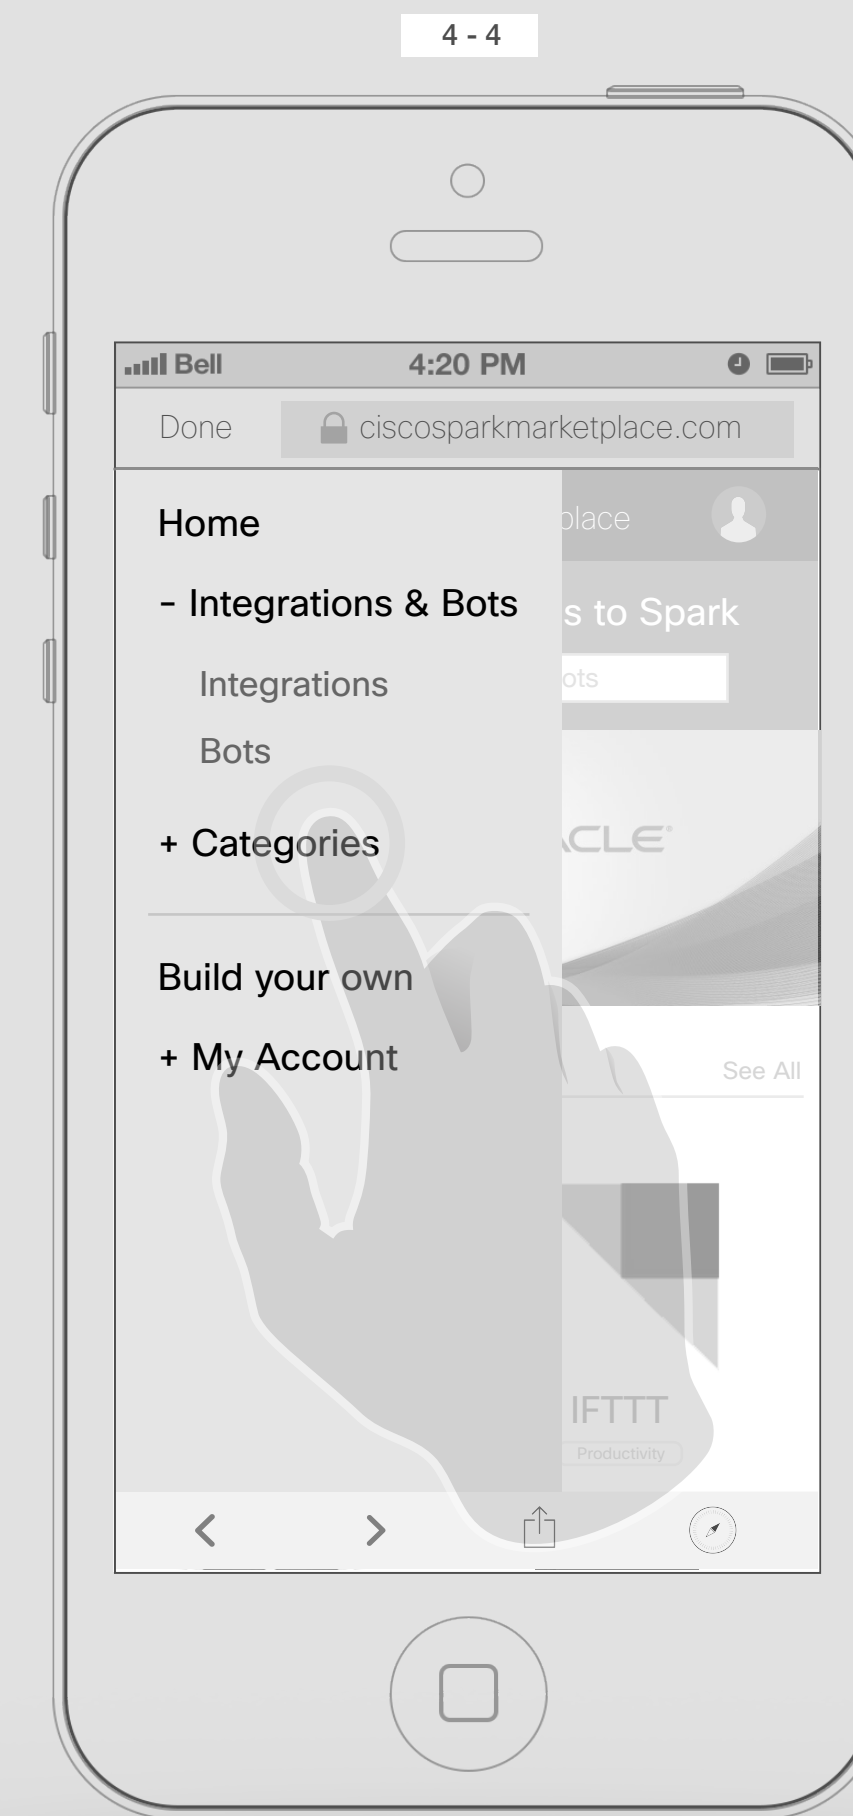 4 - 4
Bell 4:20 PM
Done ciscosparkmarketplace.com
Home
place
- Integrations & Bots
s to Spark
Integrations
ots
Bots
+ Categories
ACLE®
Build your own
+ My Account
See All
IFTTT
Productivity